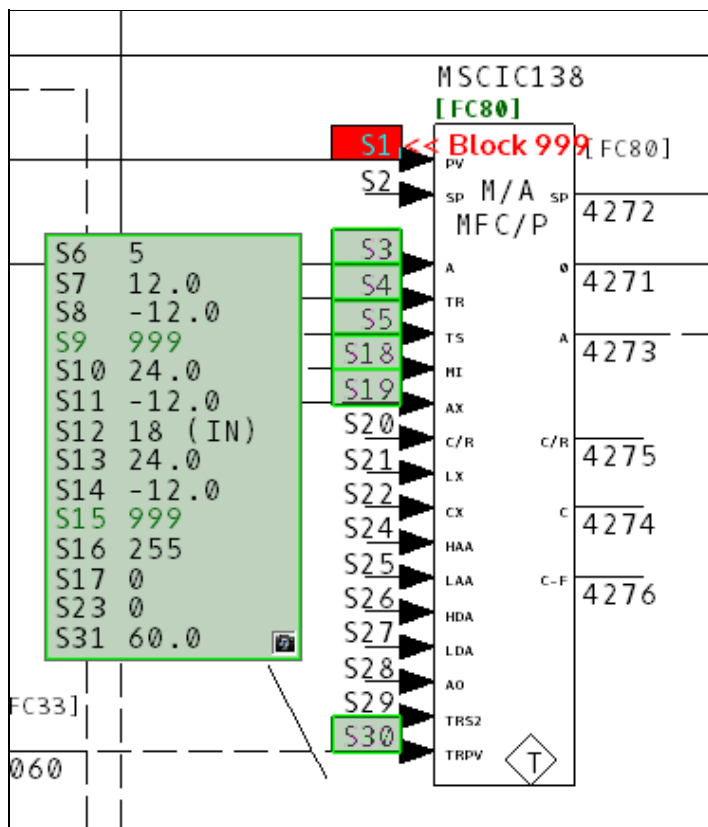 MSCIC138
[FC80]
S1 << Block 999 [FC80]
PV
S2
SP M/A SP
MFC/P
4272
S3
A 0
4271
S4
TR
S5
TS A
4273
S18
MI
S19
AX
S20
C/R C/R
4275
S21
LX
S22
CX C
4274
S24
HAA
S25
LAA C-F
4276
S26
HDA
S27
LDA
S28
AO
S29
TRS2
S30
TRPV
T
S6 5
S7 12.0
S8 -12.0
S9 999
S10 24.0
S11 -12.0
S12 18 (IN)
S13 24.0
S14 -12.0
S15 999
S16 255
S17 0
S23 0
S31 60.0
FC33]
060